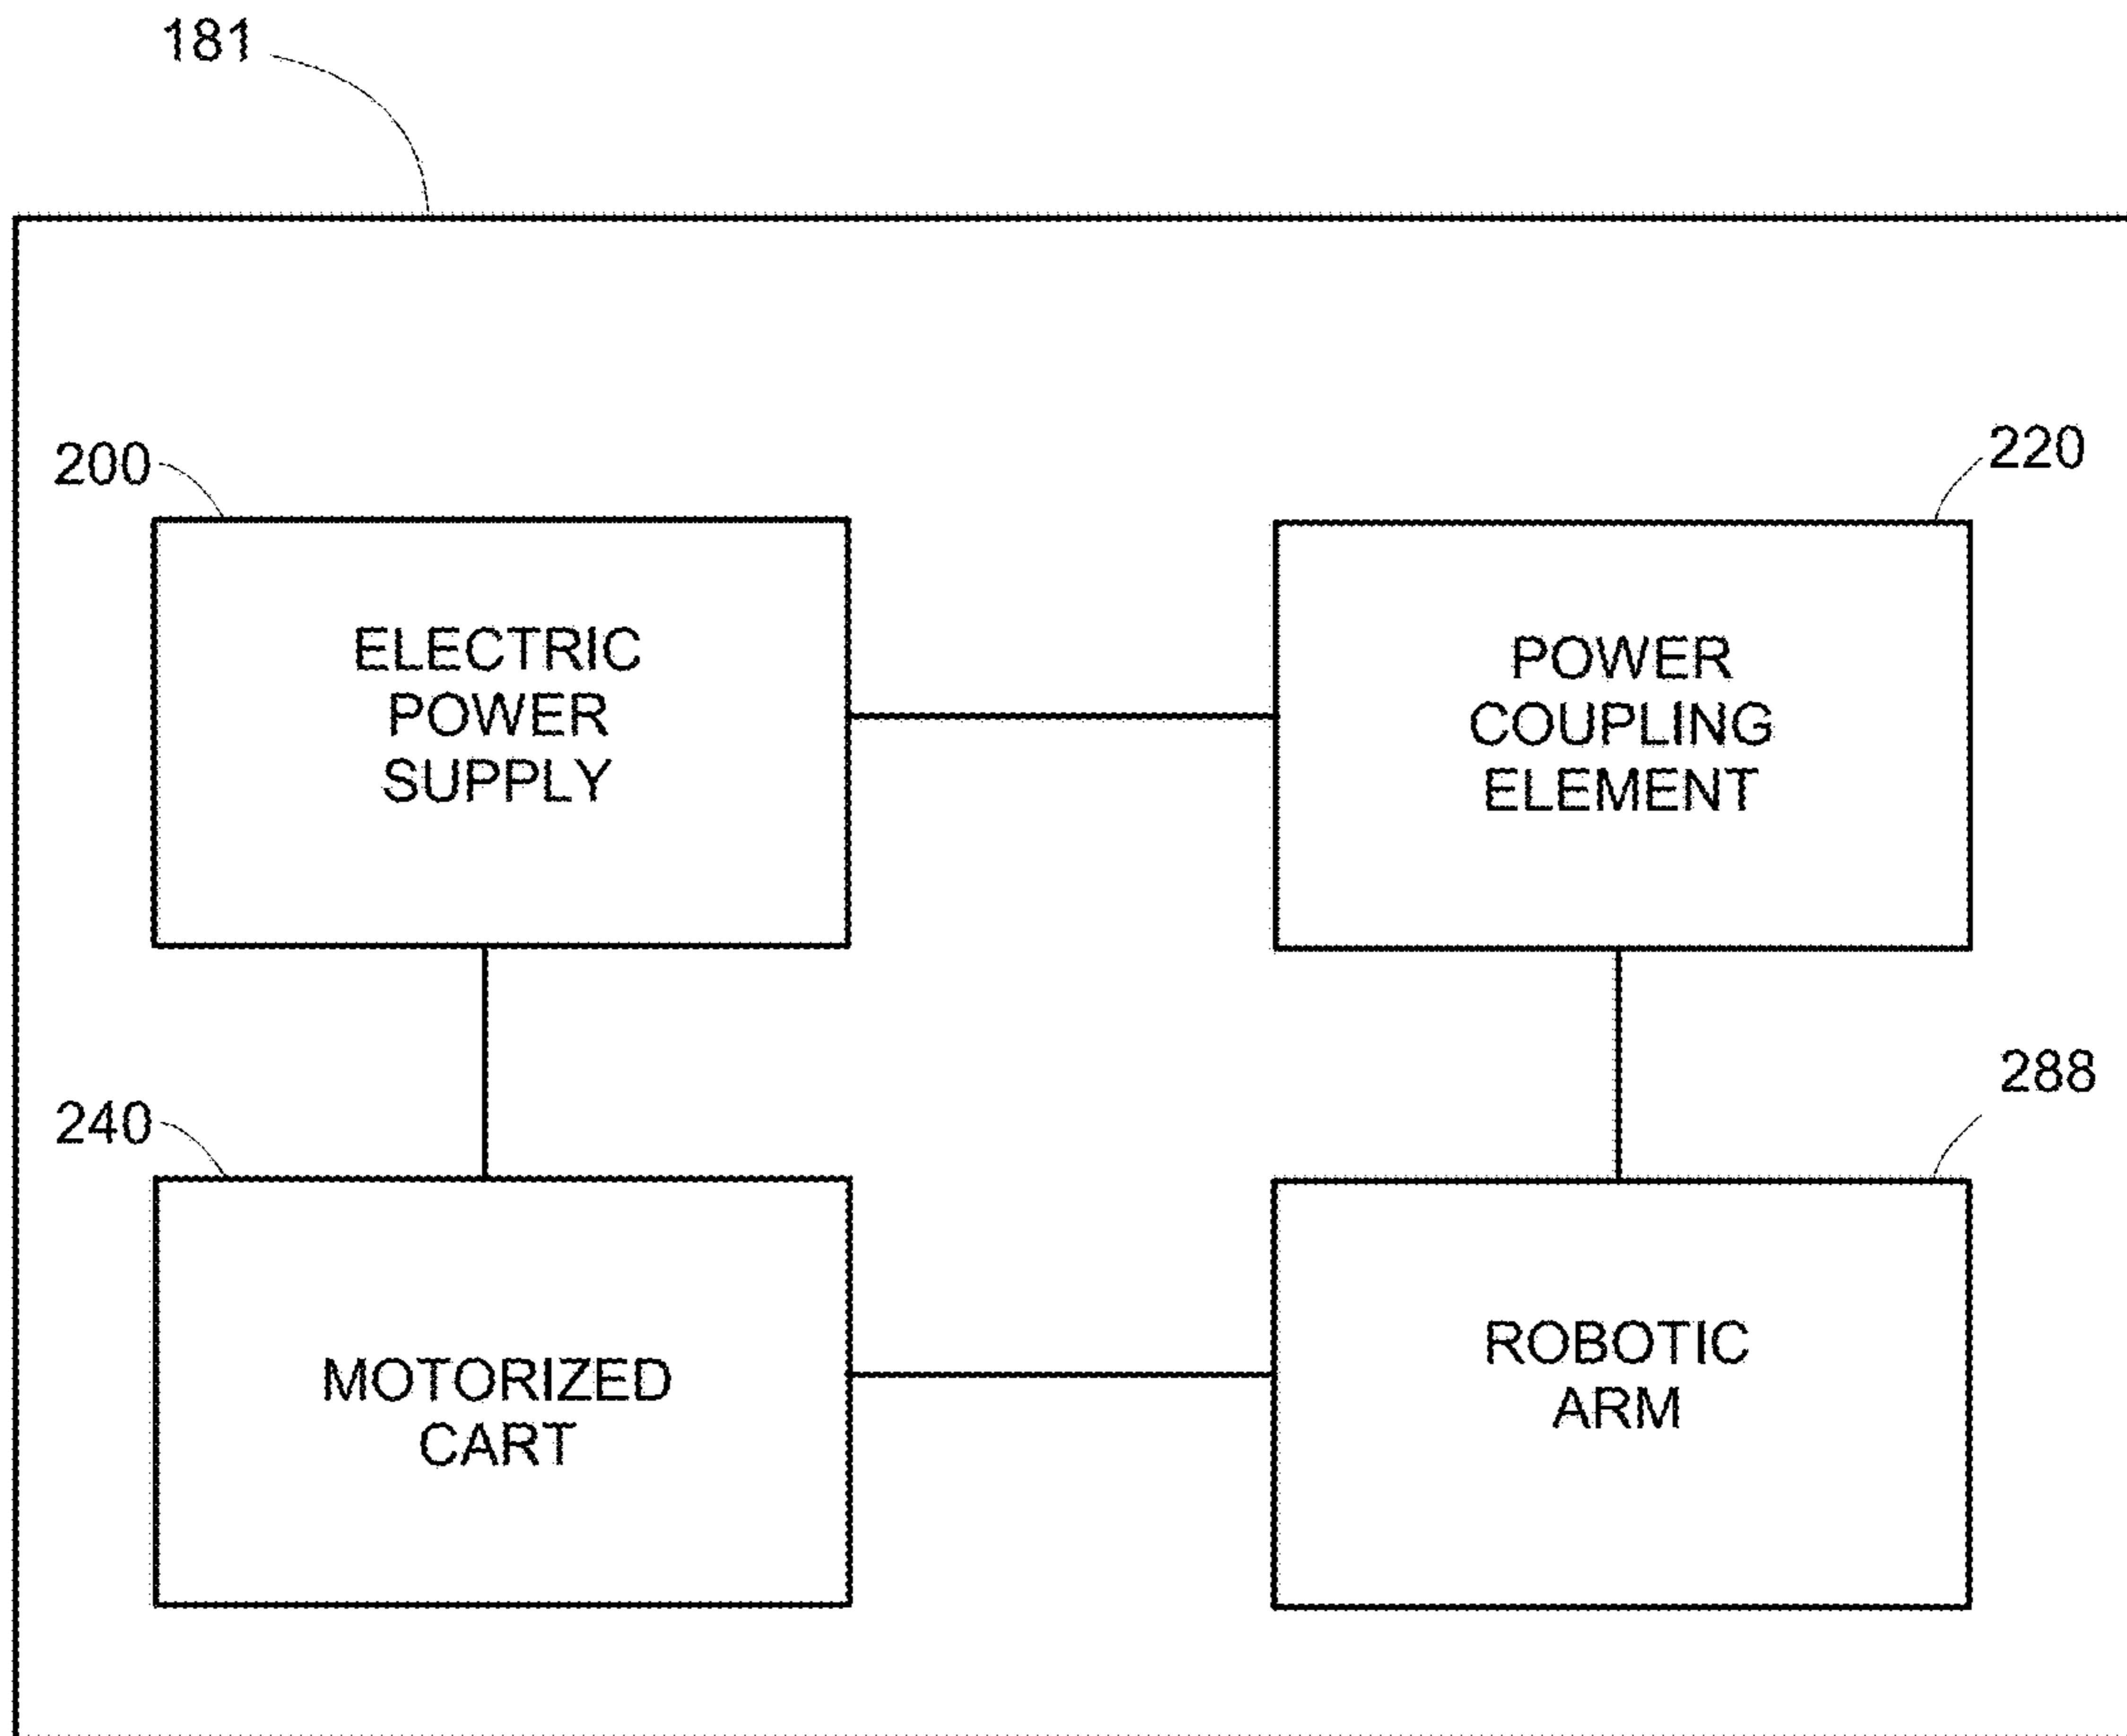 181
200
220
ELECTRIC
POWER
SUPPLY
POWER
COUPLING
ELEMENT
240
288
MOTORIZED
CART
ROBOTIC
ARM